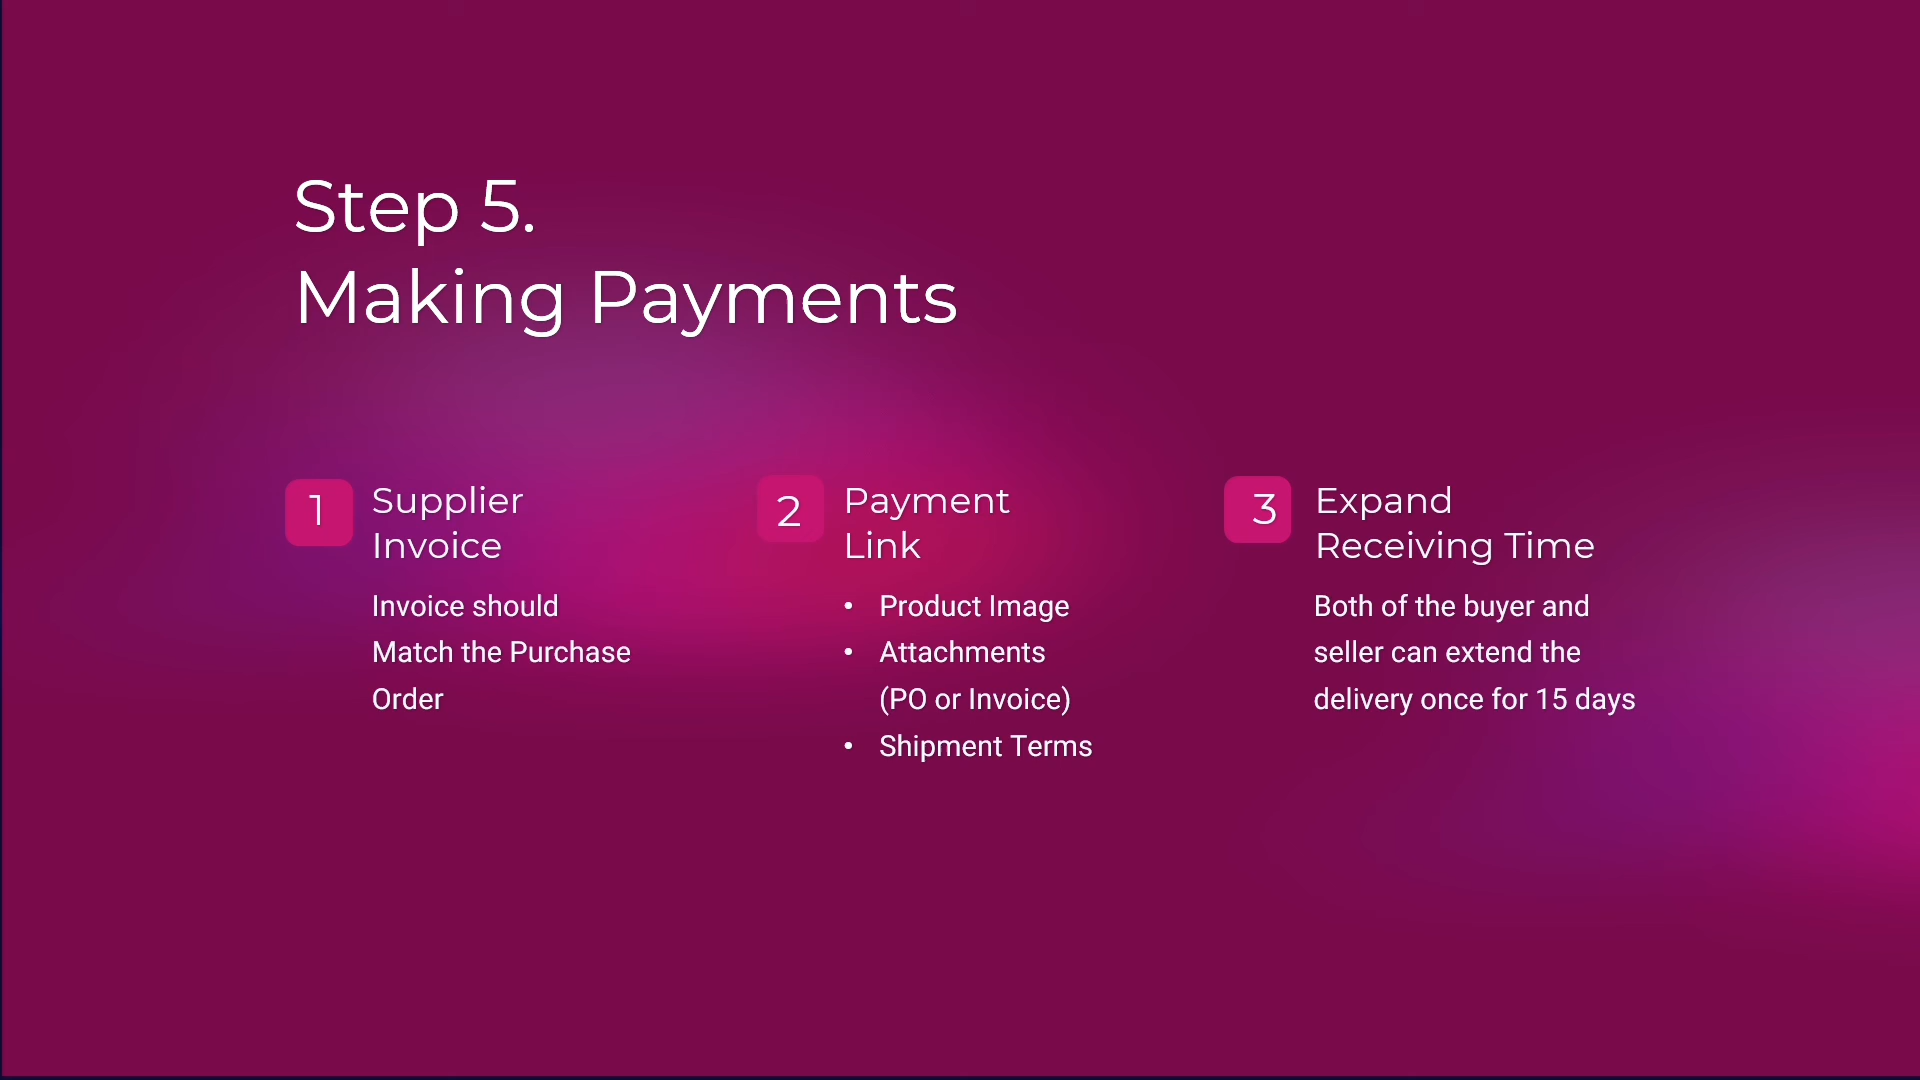 Step 5.
Making Payments
1
Supplier
Invoice
Invoice should
Match the Purchase
Order
2
Payment
Link
• Product Image
• Attachments
(PO or Invoice)
• Shipment Terms
3
Expand
Receiving Time
Both of the buyer and
seller can extend the
delivery once for 15 days